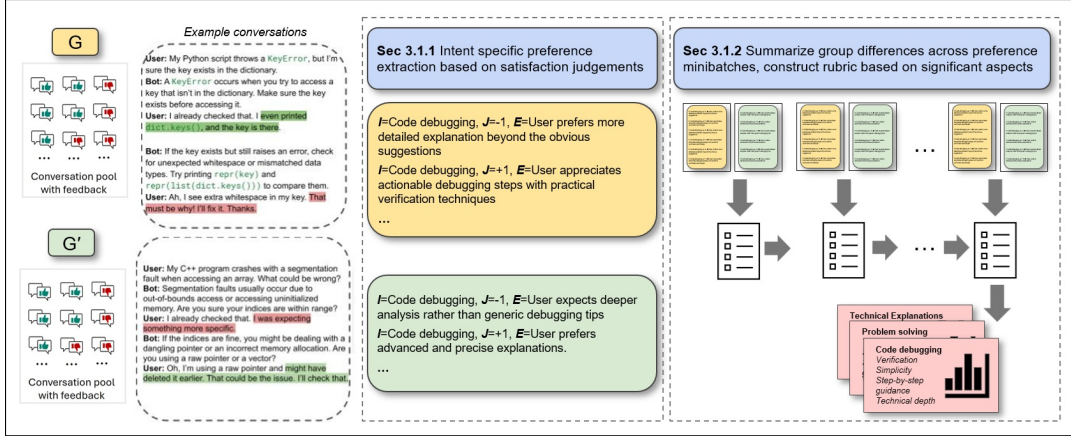 G
Conversation pool
with feedback
G'
Conversation pool
with feedback
Example conversations
User: My Python script throws a KeyError, but I'm
sure the key exists in the dictionary.
Bot: A KeyError occurs when you try to access a
key that isn't in the dictionary. Make sure the key
exists before accessing it.
User: I already checked that. I even printed
dict.keys(), and the key is there.
Bot: If the key exists but still raises an error, check
for unexpected whitespace or mismatched data
types. Try printing repr(key) and
repr(list(dict.keys())) to compare them.
User: Ah, I see extra whitespace in my key. That
must be why! I'll fix it. Thanks.
User: My C++ program crashes with a segmentation
fault when accessing an array. What could be wrong?
Bot: Segmentation faults usually occur due to
out-of-bounds access or accessing uninitialized
memory. Are you sure your indices are within range?
User: I already checked that. I was expecting
something more specific.
Bot: If the indices are fine, you might be dealing with a
dangling pointer or an incorrect memory allocation. Are
you using a raw pointer or a vector?
User: Oh, I'm using a raw pointer and might have
deleted it earlier. That could be the issue. I'll check that.
Sec 3.1.1 Intent specific preference
extraction based on satisfaction judgements
I=Code debugging, J=-1, E=User prefers more
detailed explanation beyond the obvious
suggestions
I=Code debugging, J=+1, E=User appreciates
actionable debugging steps with practical
verification techniques
...
I=Code debugging, J=-1, E=User expects deeper
analysis rather than generic debugging tips
I=Code debugging, J=+1, E=User prefers
advanced and precise explanations.
...
Sec 3.1.2 Summarize group differences across preference
minibatches, construct rubric based on significant aspects
Technical Explanations
Problem solving
Code debugging
Verification
Simplicity
Step-by-step
guidance
Technical depth